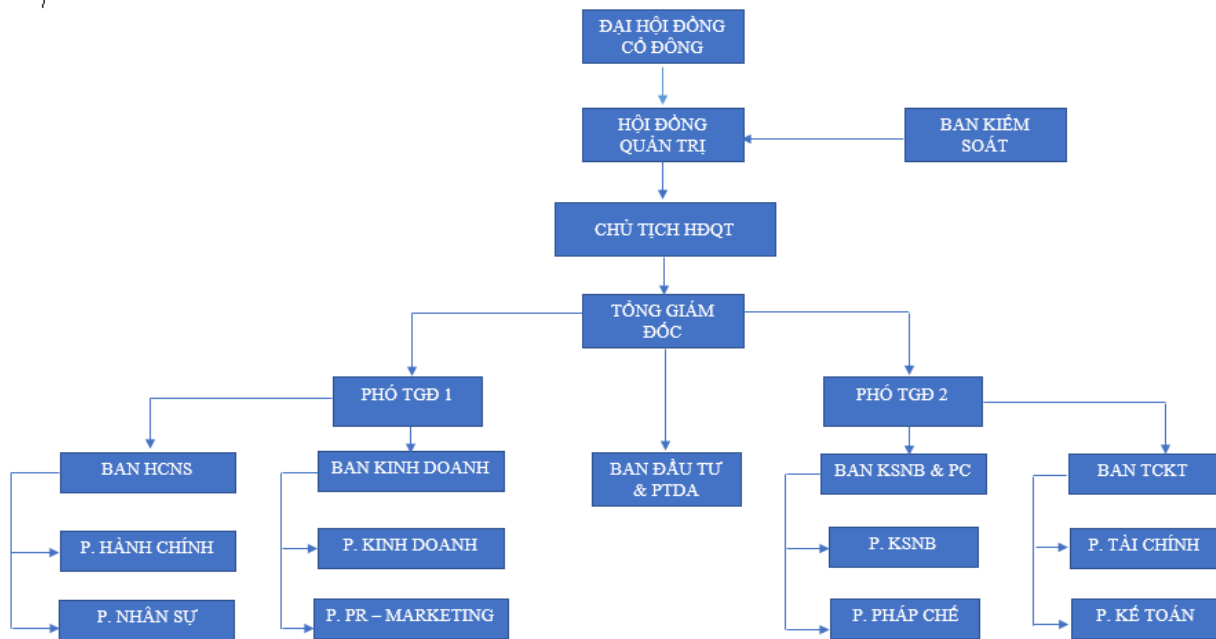 ĐẠI HỘI ĐỒNG
CỔ ĐÔNG
HỘI ĐỒNG
QUẢN TRỊ
BAN KIỂM
SOÁT
CHỦ TỊCH HĐQT
TỔNG GIÁM
ĐỐC
PHÓ TGĐ 1
PHÓ TGĐ 2
BAN HCNS
BAN KINH DOANH
BAN ĐẦU TƯ
& PTDA
BAN KSNB & PC
BAN TCKT
P. HÀNH CHÍNH
P. KINH DOANH
P. KSNB
P. TÀI CHÍNH
P. NHÂN SỰ
P. PR – MARKETING
P. PHÁP CHẾ
P. KẾ TOÁN